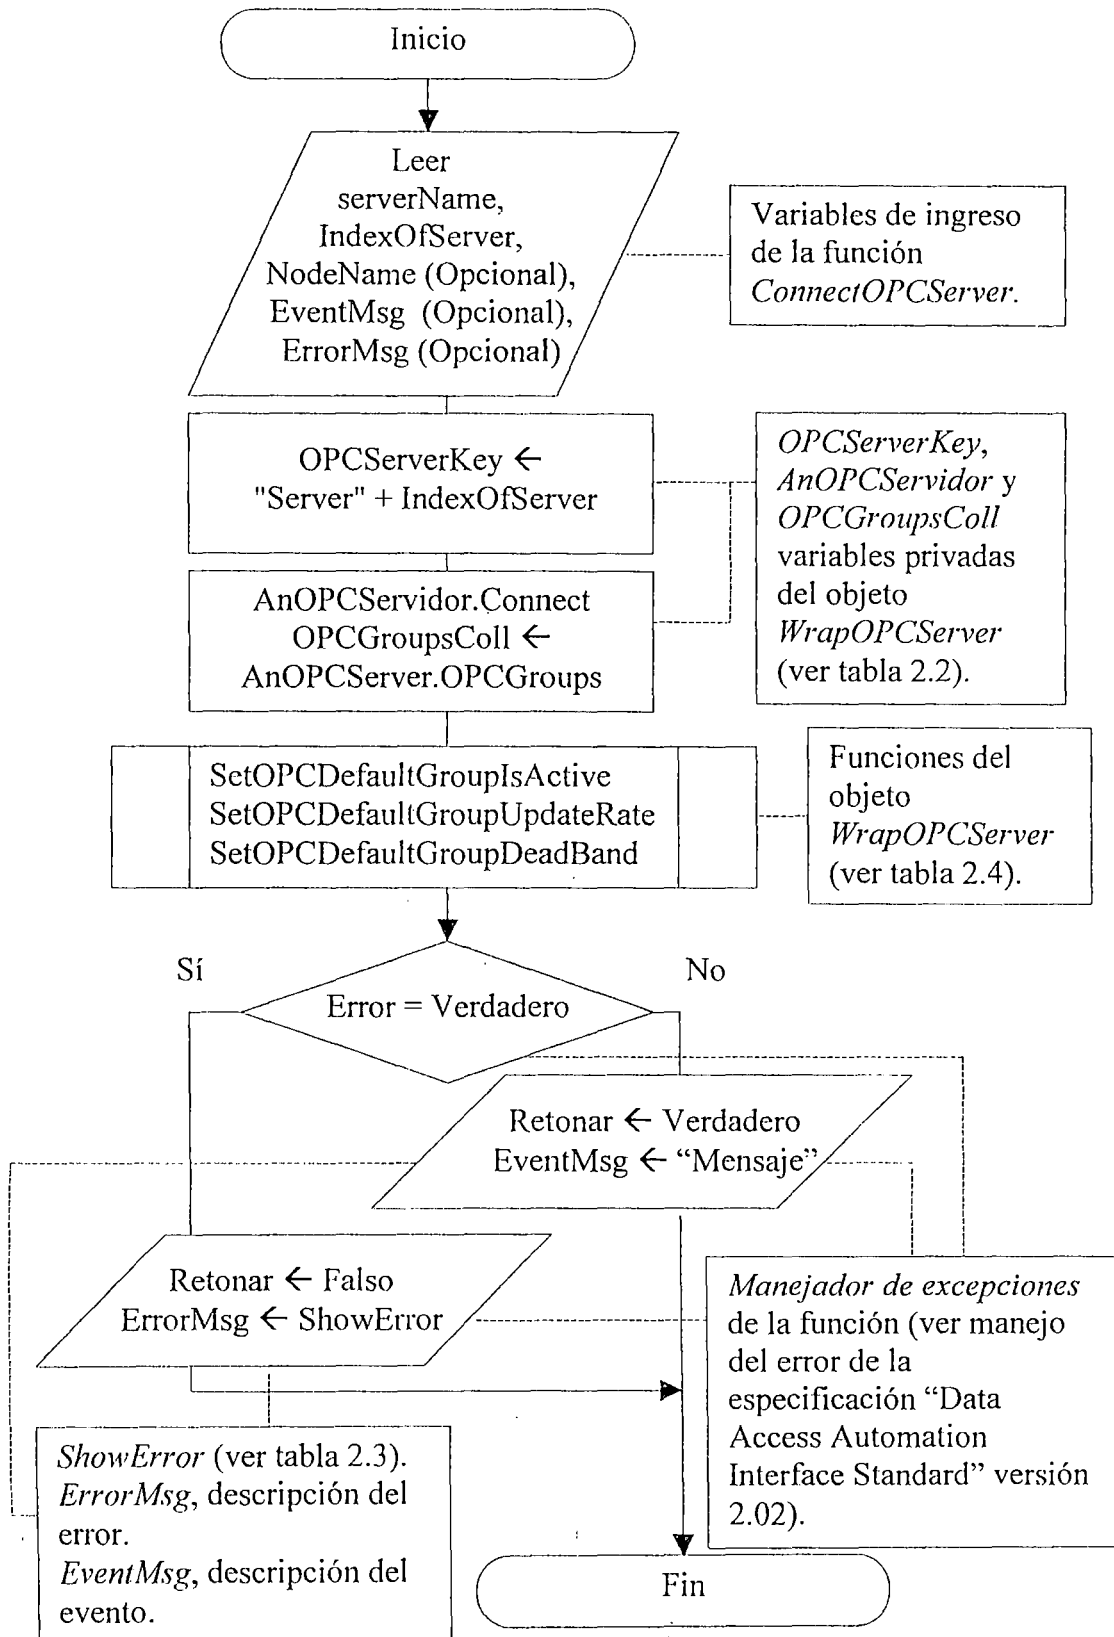 Inicio
Leer
serverName,
IndexOfServer,
NodeName (Opcional),
EventMsg (Opcional),
ErrorMsg (Opcional)
Variables de ingreso
de la función
ConnectOPCServer.
OPCServerKey ←
"Server" + IndexOfServer
OPCServerKey,
AnOPCServidor y
OPCGroupsColl
variables privadas
del objeto
WrapOPCServer
(ver tabla 2.2).
AnOPCServidor.Connect
OPCGroupsColl ←
AnOPCServer.OPCGroups
SetOPCDefaultGroupIsActive
SetOPCDefaultGroupUpdateRate
SetOPCDefaultGroupDeadBand
Funciones del
objeto
WrapOPCServer
(ver tabla 2.4).
Sí
No
Error = Verdadero
Retonar ← Verdadero
EventMsg ← “Mensaje”
Retonar ← Falso
ErrorMsg ← ShowError
Manejador de excepciones
de la función (ver manejo
del error de la
especificación “Data
Access Automation
Interface Standard” versión
2.02).
ShowError (ver tabla 2.3).
ErrorMsg, descripción del
error.
EventMsg, descripción del
evento.
Fin